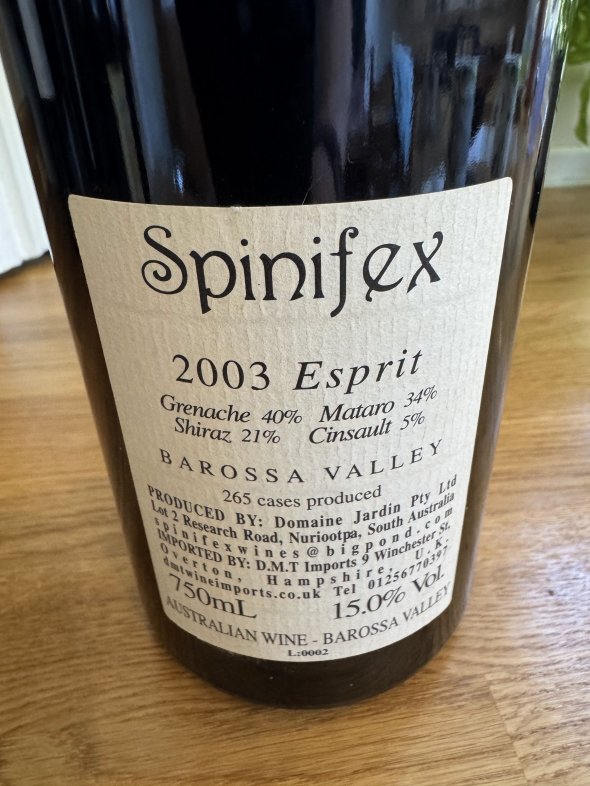 Spinifex
2003 Esprit
Grenache 40% Mataro 34%
Shiraz 21% Cinsault 5%
BAROSSA VALLEY
265 cases produced
PRODUCED BY: Domaine Jardin Pty Ltd
Lot 2 Research Road, Nuriootpa, South Australia
spinifexwines@bigpond.com
IMPORTED BY: D.M.T Imports 9 Winchester St.
Overton, Hampshire, U.K.
dmtwineimports.co.uk Tel 01256770397
750mL 15.0% Vol.
AUSTRALIAN WINE - BAROSSA VALLEY
L:0002